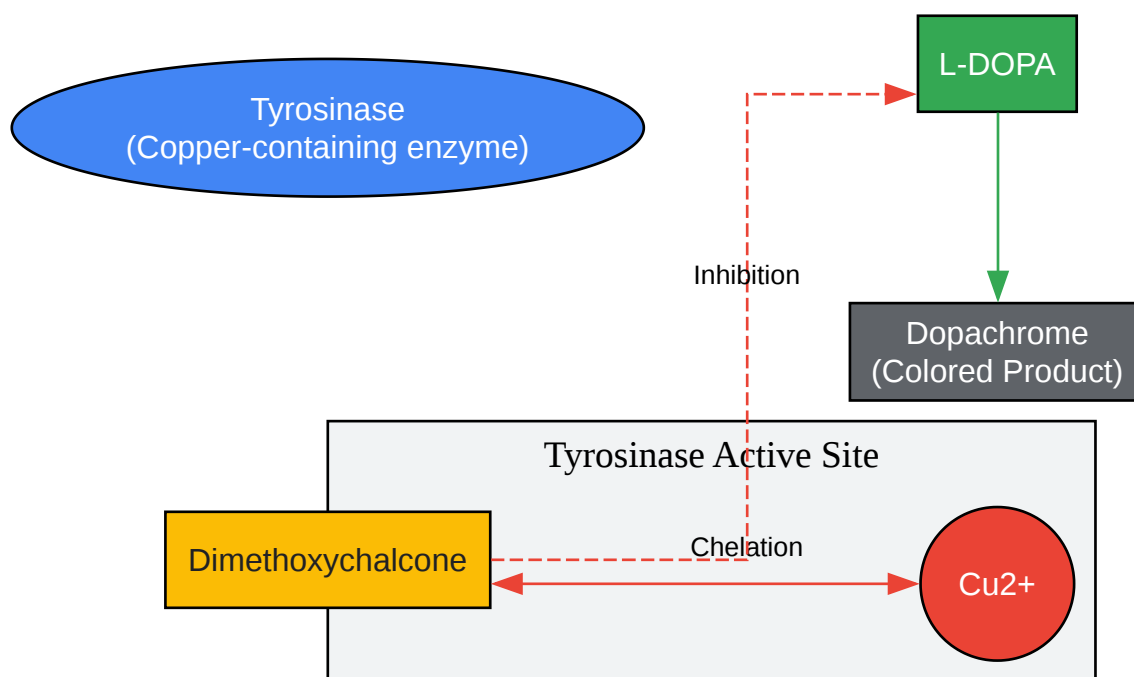 L-DOPA
Tyrosinase
(Copper-containing enzyme)
Inhibition
Dopachrome
(Colored Product)
Tyrosinase Active Site
Chelation
Dimethoxychalcone
Cu2+